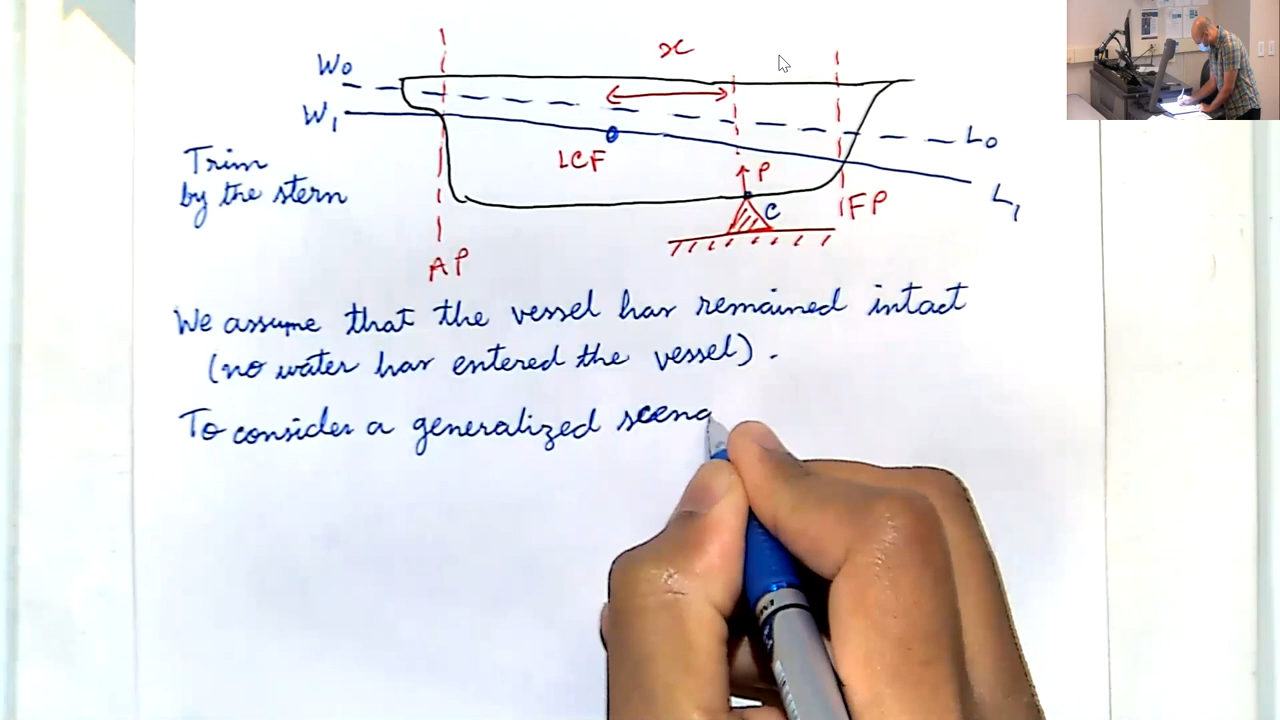 x
W0
W1
L0
LCF
P
Trim
by the stern
C
FP
L1
AP
We assume that the vessel has remained intact
(no water has entered the vessel).
To consider a generalized scena